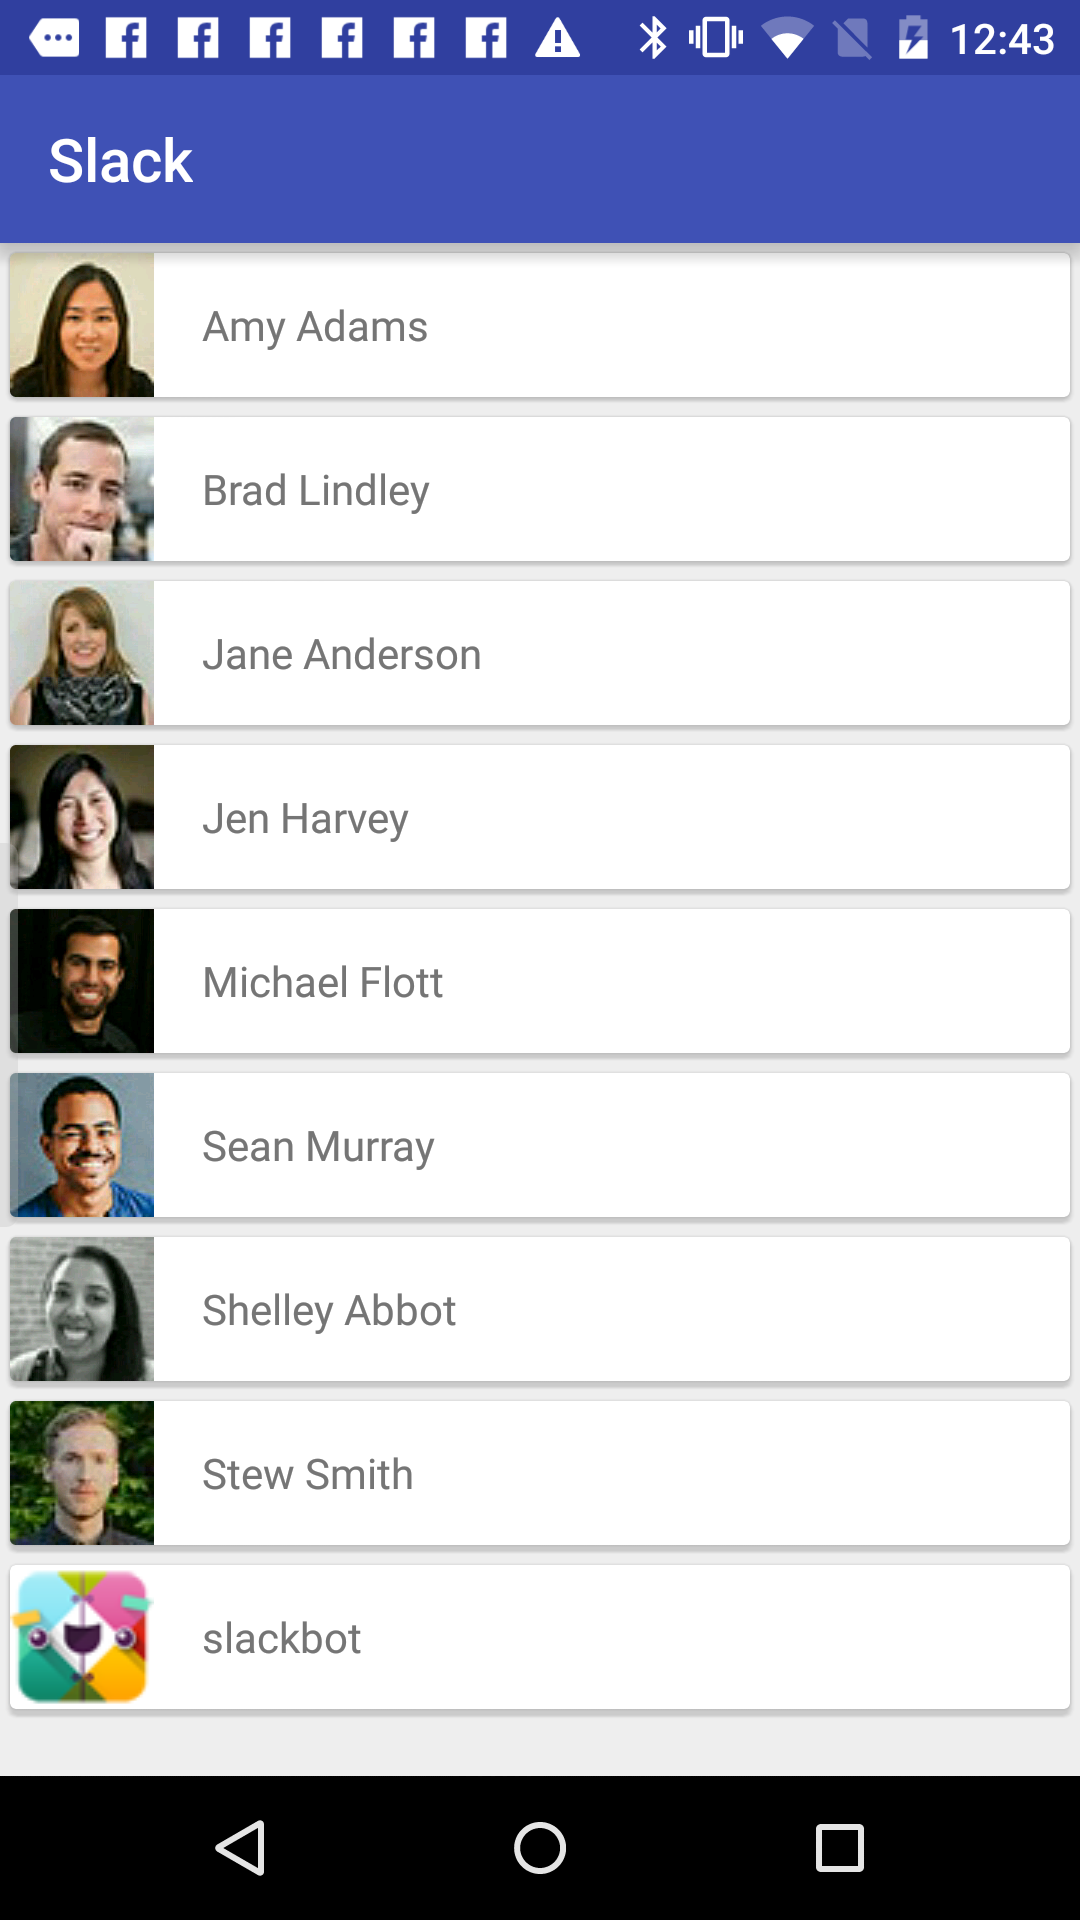 12:43
Slack
Amy Adams
Brad Lindley
Jane Anderson
Jen Harvey
Michael Flott
Sean Murray
Shelley Abbot
Stew Smith
slackbot